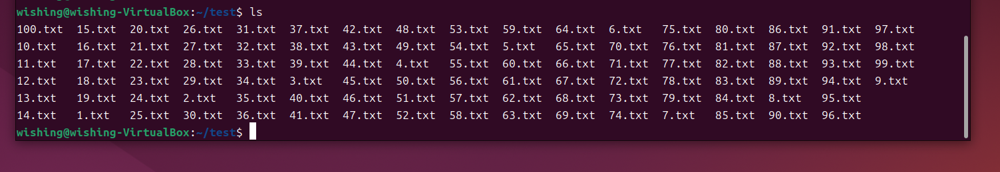 wishing@wishing-VirtualBox:~/test$ ls
100.txt 15.txt 20.txt 26.txt 31.txt 37.txt 42.txt 48.txt 53.txt 59.txt 64.txt 6.txt 75.txt 80.txt 86.txt 91.txt 97.txt
10.txt 16.txt 21.txt 27.txt 32.txt 38.txt 43.txt 49.txt 54.txt 5.txt 65.txt 70.txt 76.txt 81.txt 87.txt 92.txt 98.txt
11.txt 17.txt 22.txt 28.txt 33.txt 39.txt 44.txt 4.txt 55.txt 60.txt 66.txt 71.txt 77.txt 82.txt 88.txt 93.txt 99.txt
12.txt 18.txt 23.txt 29.txt 34.txt 3.txt 45.txt 50.txt 56.txt 61.txt 67.txt 72.txt 78.txt 83.txt 89.txt 94.txt 9.txt
13.txt 19.txt 24.txt 2.txt 35.txt 40.txt 46.txt 51.txt 57.txt 62.txt 68.txt 73.txt 79.txt 84.txt 8.txt 95.txt
14.txt 1.txt 25.txt 30.txt 36.txt 41.txt 47.txt 52.txt 58.txt 63.txt 69.txt 74.txt 7.txt 85.txt 90.txt 96.txt
wishing@wishing-VirtualBox:~/test$